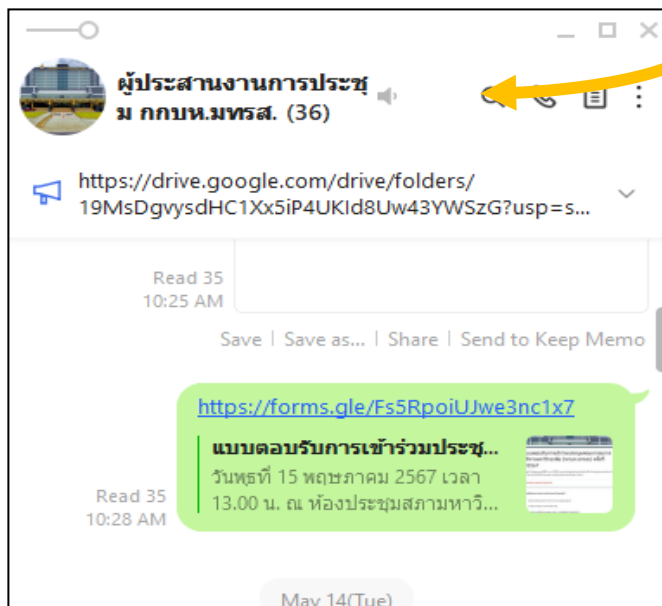 ผู้ประสานงานการประชุ
ม กกบห.มทรส. (36)
https://drive.google.com/drive/folders/
19MsDgvysdHC1Xx5iP4UKId8Uw43YWSzG?usp=s...
Read 35
10:25 AM
Save | Save as... | Share | Send to Keep Memo
https://forms.gle/Fs5RpoiUJwe3nc1x7
แบบตอบรับการเข้าร่วมประชุ...
วันพุธที่ 15 พฤษภาคม 2567 เวลา
13.00 น. ณ ห้องประชุมสภามหาวิ...
Read 35
10:28 AM
May 14(Tue)